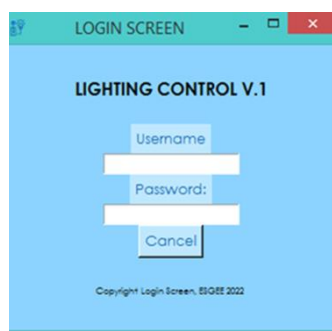 LOGIN SCREEN
LIGHTING CONTROL V.1
Username
Password:
Cancel
Copyright Login Screen, ESGEE 2022